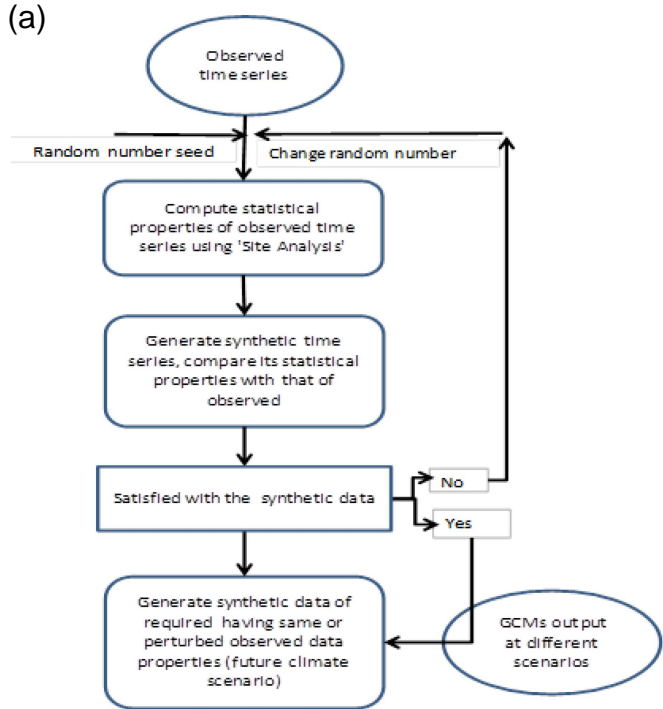 (a)
Observed
time series
Random number seed
Change random number
Compute statistical
properties of observed time
series using 'Site Analysis'
Generate synthetic time
series, compare its statistical
properties with that of
observed
Satisfied with the synthetic data
No
Yes
Generate synthetic data of
required having same or
perturbed observed data
properties (future climate
scenario)
GCMs output
at different
scenarios